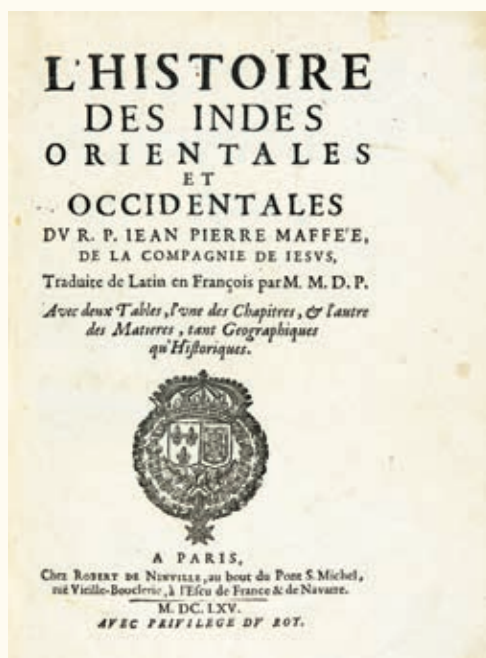 L'HISTOIRE
DES INDES
ORIENTALES
ET
OCCIDENTALES
DV R. P. IEAN PIERRE MAFFE'E,
DE LA COMPAGNIE DE IESVS,
Traduite de Latin en François par M. M. D. P.
Avec deux Tables, l'vne des Chapitres, & l'autre
des Matieres, tant Geographiques
qu'Historiques.
A PARIS,
Chez ROBERT DE NINVILLE, au bout du Pont S. Michel,
ruë Vieille-Bouclerie, à l'Escu de France & de Navarre.
M. DC. LXV.
AVEC PRIVILEGE DV ROY.